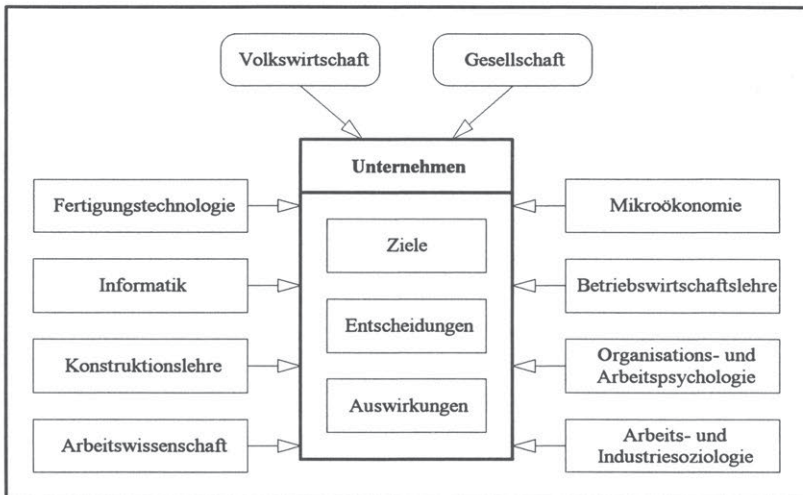 Volkswirtschaft
Gesellschaft
Unternehmen
Fertigungstechnologie
Informatik
Konstruktionslehre
Arbeitswissenschaft
Ziele
Entscheidungen
Auswirkungen
Mikroökonomie
Betriebswirtschaftslehre
Organisations- und
Arbeitspsychologie
Arbeits- und
Industriesoziologie